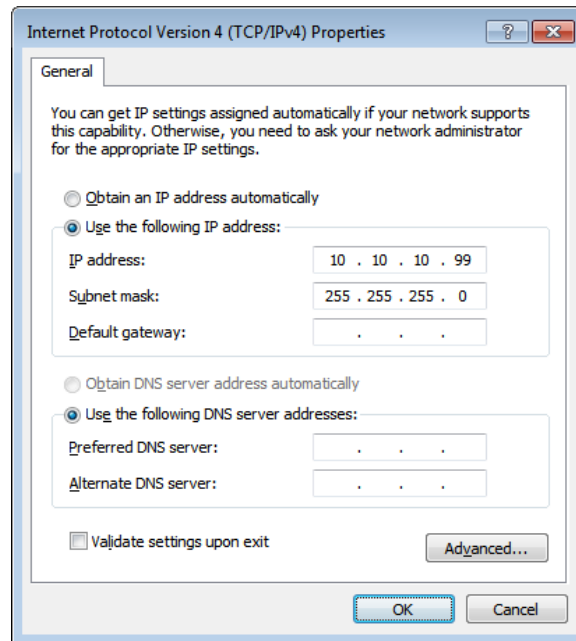 Internet Protocol Version 4 (TCP/IPv4) Properties
?
General
You can get IP settings assigned automatically if your network supports
this capability. Otherwise, you need to ask your network administrator
for the appropriate IP settings.
Obtain an IP address automatically
Use the following IP address:
IP address: 10 . 10 . 10 . 99
Subnet mask: 255 . 255 . 255 . 0
Default gateway: . . .
Obtain DNS server address automatically
Use the following DNS server addresses:
Preferred DNS server: . . .
Alternate DNS server: . . .
Validate settings upon exit
Advanced...
OK Cancel